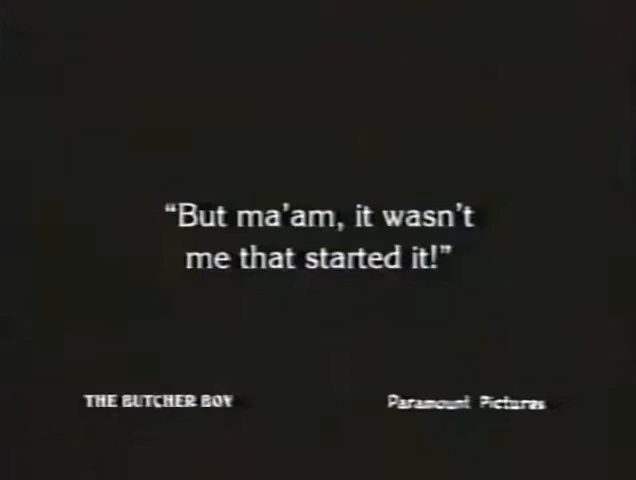 “But ma’am, it wasn’t
me that started it!”
THE BUTCHER BOY
Paramount Pictures